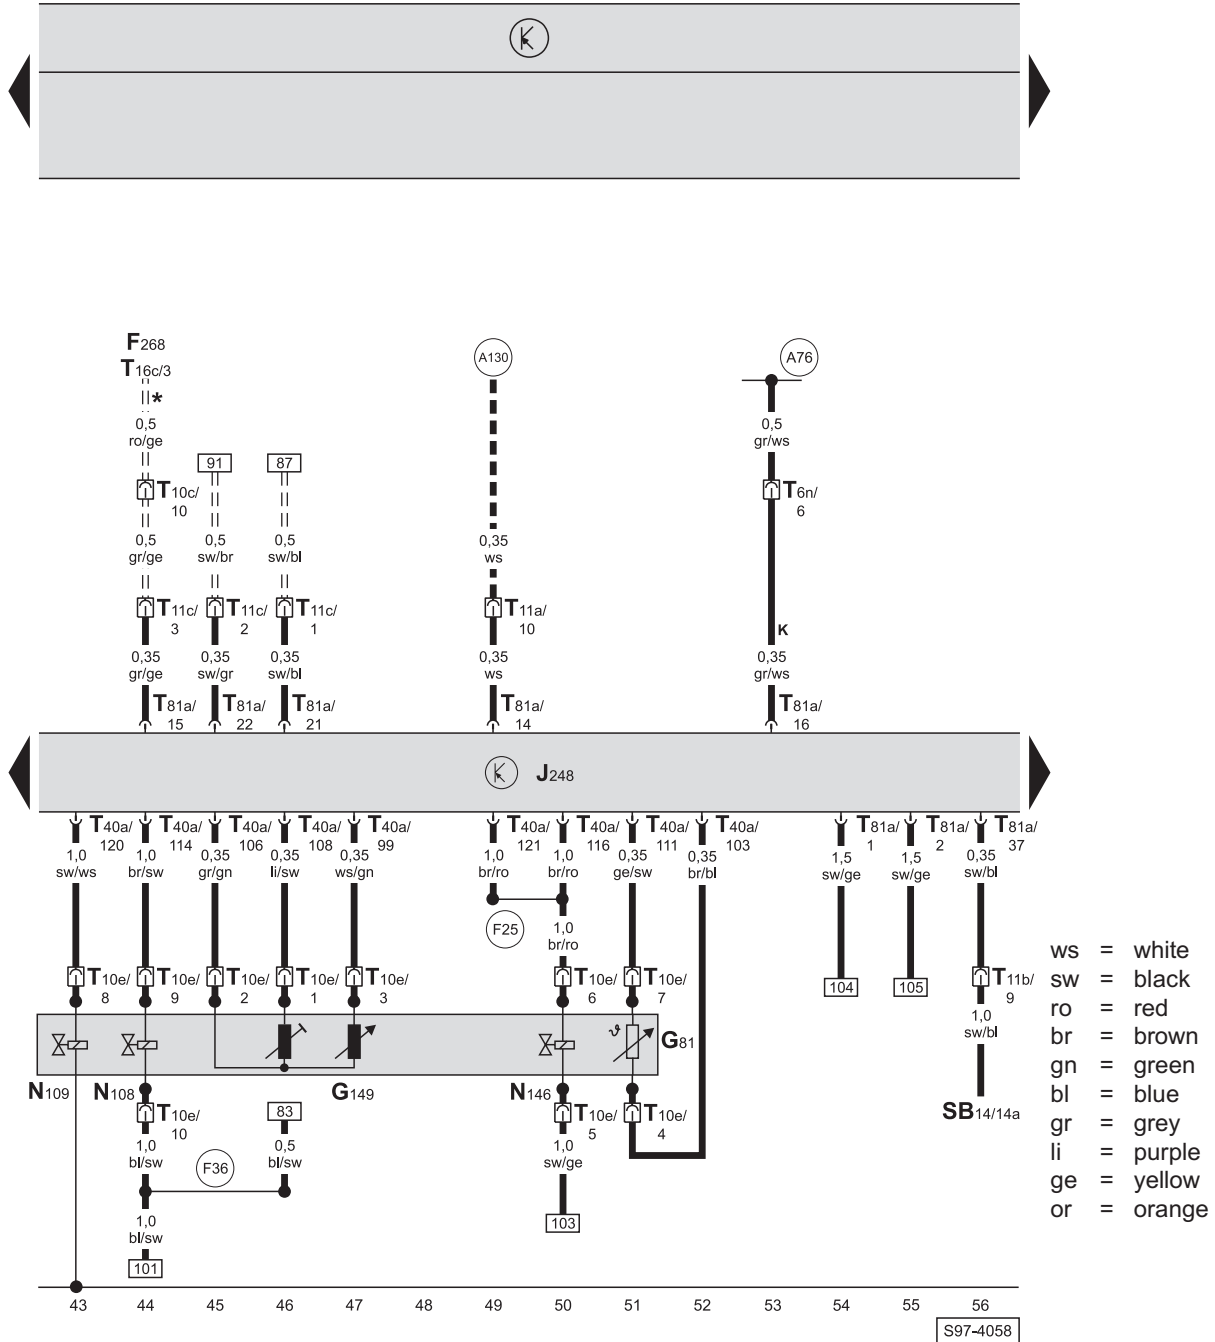 F268
T16c/3
*
A130
A76
0,5
ro/ge
0,5
gr/ws
91
87
T10c/
10
T6n/
6
0,5
gr/ge
0,5
sw/br
0,5
sw/bl
0,35
ws
T11c/
3
T11c/
2
T11c/
1
T11a/
10
K
0,35
gr/ge
0,35
sw/gr
0,35
sw/bl
0,35
ws
0,35
gr/ws
T81a/
15
T81a/
22
T81a/
21
T81a/
14
T81a/
16
J248
T40a/
120
T40a/
114
T40a/
106
T40a/
108
T40a/
99
T40a/
121
T40a/
116
T40a/
111
T40a/
103
T81a/
1
T81a/
2
T81a/
37
1,0
sw/ws
1,0
br/sw
0,35
gr/gn
0,35
li/sw
0,35
ws/gn
1,0
br/ro
1,0
br/ro
0,35
ge/sw
0,35
br/bl
1,5
sw/ge
1,5
sw/ge
0,35
sw/bl
F25
1,0
br/ro
T10e/
8
T10e/
9
T10e/
2
T10e/
1
T10e/
3
T10e/
6
T10e/
7
104
105
T11b/
9
1,0
sw/bl
G81
N109
N108
G149
N146
SB14/14a
T10e/
10
83
T10e/
5
T10e/
4
1,0
bl/sw
F36
0,5
bl/sw
1,0
sw/ge
1,0
bl/sw
101
103
43 44 45 46 47 48 49 50 51 52 53 54 55 56
S97-4058
ws = white
sw = black
ro = red
br = brown
gn = green
bl = blue
gr = grey
li = purple
ge = yellow
or = orange